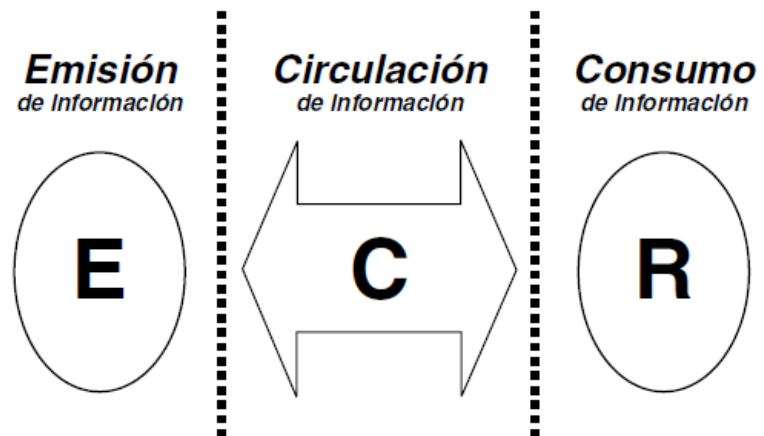 Emisión
de Información
Circulación
de Información
Consumo
de Información
E
C
R